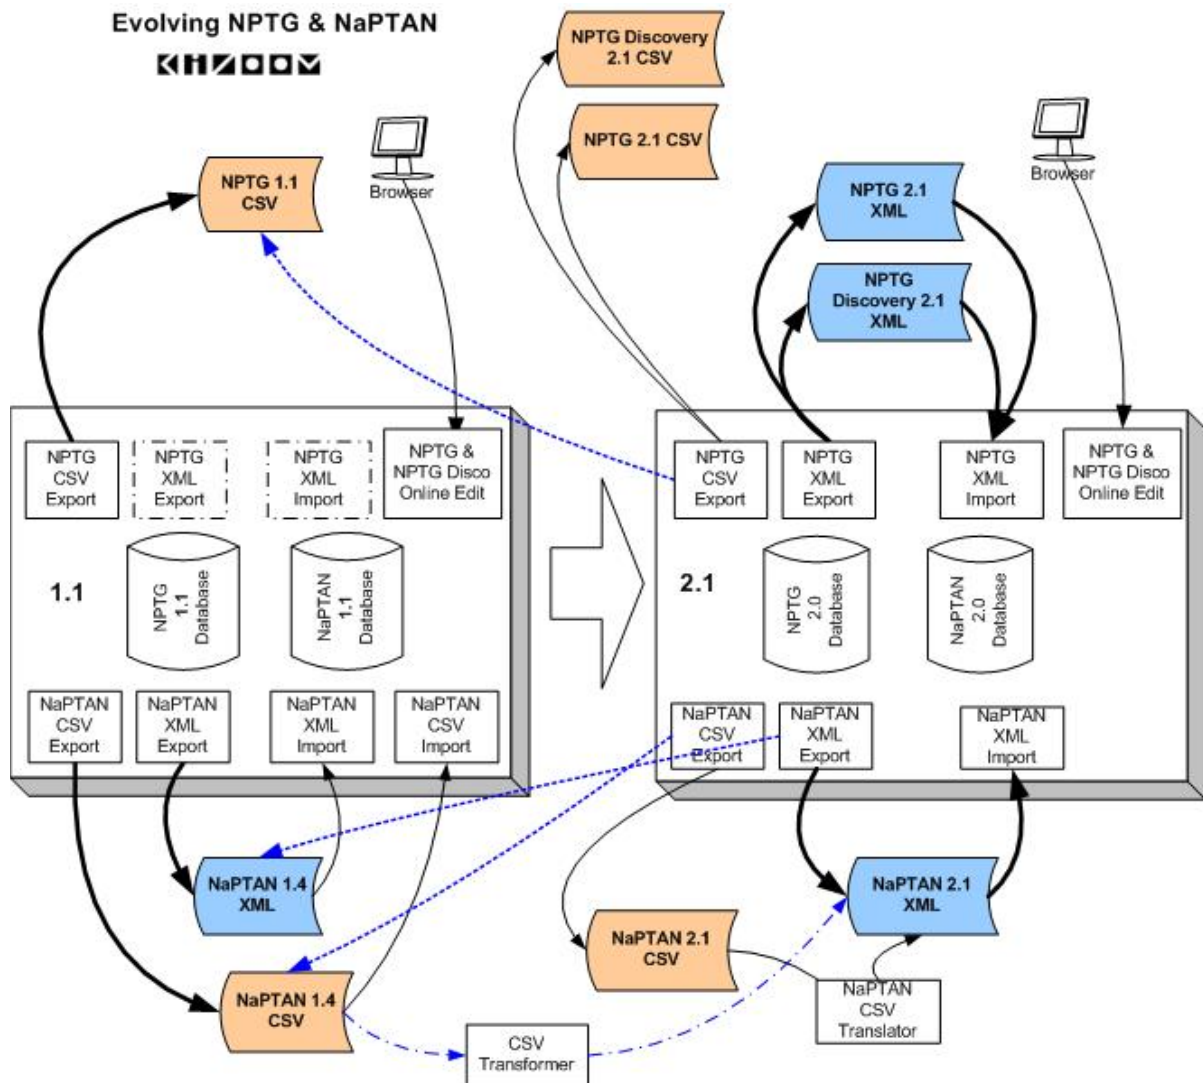 Evolving NPTG & NaPTAN
KIZOOM
NPTG Discovery
2.1 CSV
NPTG 2.1 CSV
Browser
Browser
NPTG 1.1
CSV
NPTG 2.1
XML
NPTG
Discovery 2.1
XML
NPTG
CSV
Export
NPTG
XML
Export
NPTG
XML
Import
NPTG &
NPTG Disco
Online Edit
NPTG
CSV
Export
NPTG
XML
Export
NPTG
XML
Import
NPTG &
NPTG Disco
Online Edit
1.1
NPTG
1.1
Database
NaPTAN
1.1
Database
2.1
NPTG
2.0
Database
NaPTAN
2.0
Database
NaPTAN
CSV
Export
NaPTAN
XML
Export
NaPTAN
XML
Import
NaPTAN
CSV
Import
NaPTAN
CSV
Export
NaPTAN
XML
Export
NaPTAN
XML
Import
NaPTAN 1.4
XML
NaPTAN 2.1
XML
NaPTAN 2.1
CSV
NaPTAN 1.4
CSV
CSV
Transformer
NaPTAN
CSV
Translator